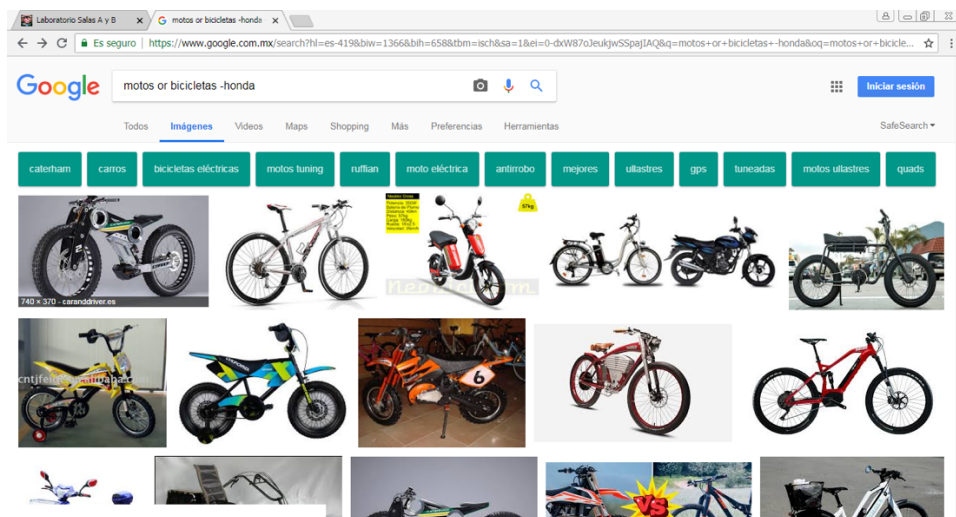 Laboratorio Salas A y B
motos or bicicletas -honda
Es seguro | https://www.google.com.mx/search?hl=es-419&biw=1366&bih=658&tbm=isch&sa=1&ei=0-dxW87oJeukjwSSpajIAQ&q=motos+or+bicicletas+-honda&oq=motos+or+bicicle...
Google
motos or bicicletas -honda
Iniciar sesión
Todos Imágenes Videos Maps Shopping Más Preferencias Herramientas
SafeSearch
caterham carros bicicletas eléctricas motos tuning ruffian moto eléctrica antirrobo mejores ullastres gps tuneadas motos ullastres quads
57kg
740 × 370 - caranddriver.es
6
VS